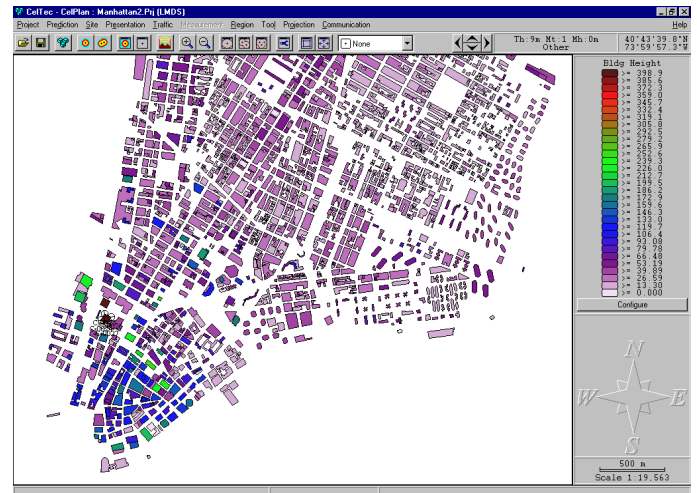 CelTec - CelPlan : Manhattan2.Prj (LMDS)
Project Prediction Site Presentation Traffic Measurement Region Tool Projection Communication Help
None
Th:9m Mt:1 Mh:0m
Other
40°43'39.8"N
73°59'57.3"W
Bldg Height
>= 398.9
>= 385.6
>= 372.3
>= 359.0
>= 345.7
>= 332.4
>= 319.1
>= 305.8
>= 292.5
>= 279.2
>= 265.9
>= 252.6
>= 239.3
>= 226.0
>= 212.7
>= 199.5
>= 186.2
>= 172.9
>= 159.6
>= 146.3
>= 133.0
>= 119.7
>= 106.4
>= 93.08
>= 79.78
>= 66.48
>= 53.19
>= 39.89
>= 26.59
>= 13.30
>= 0.000
Configure
N
W E
S
500 m
Scale 1:19.563